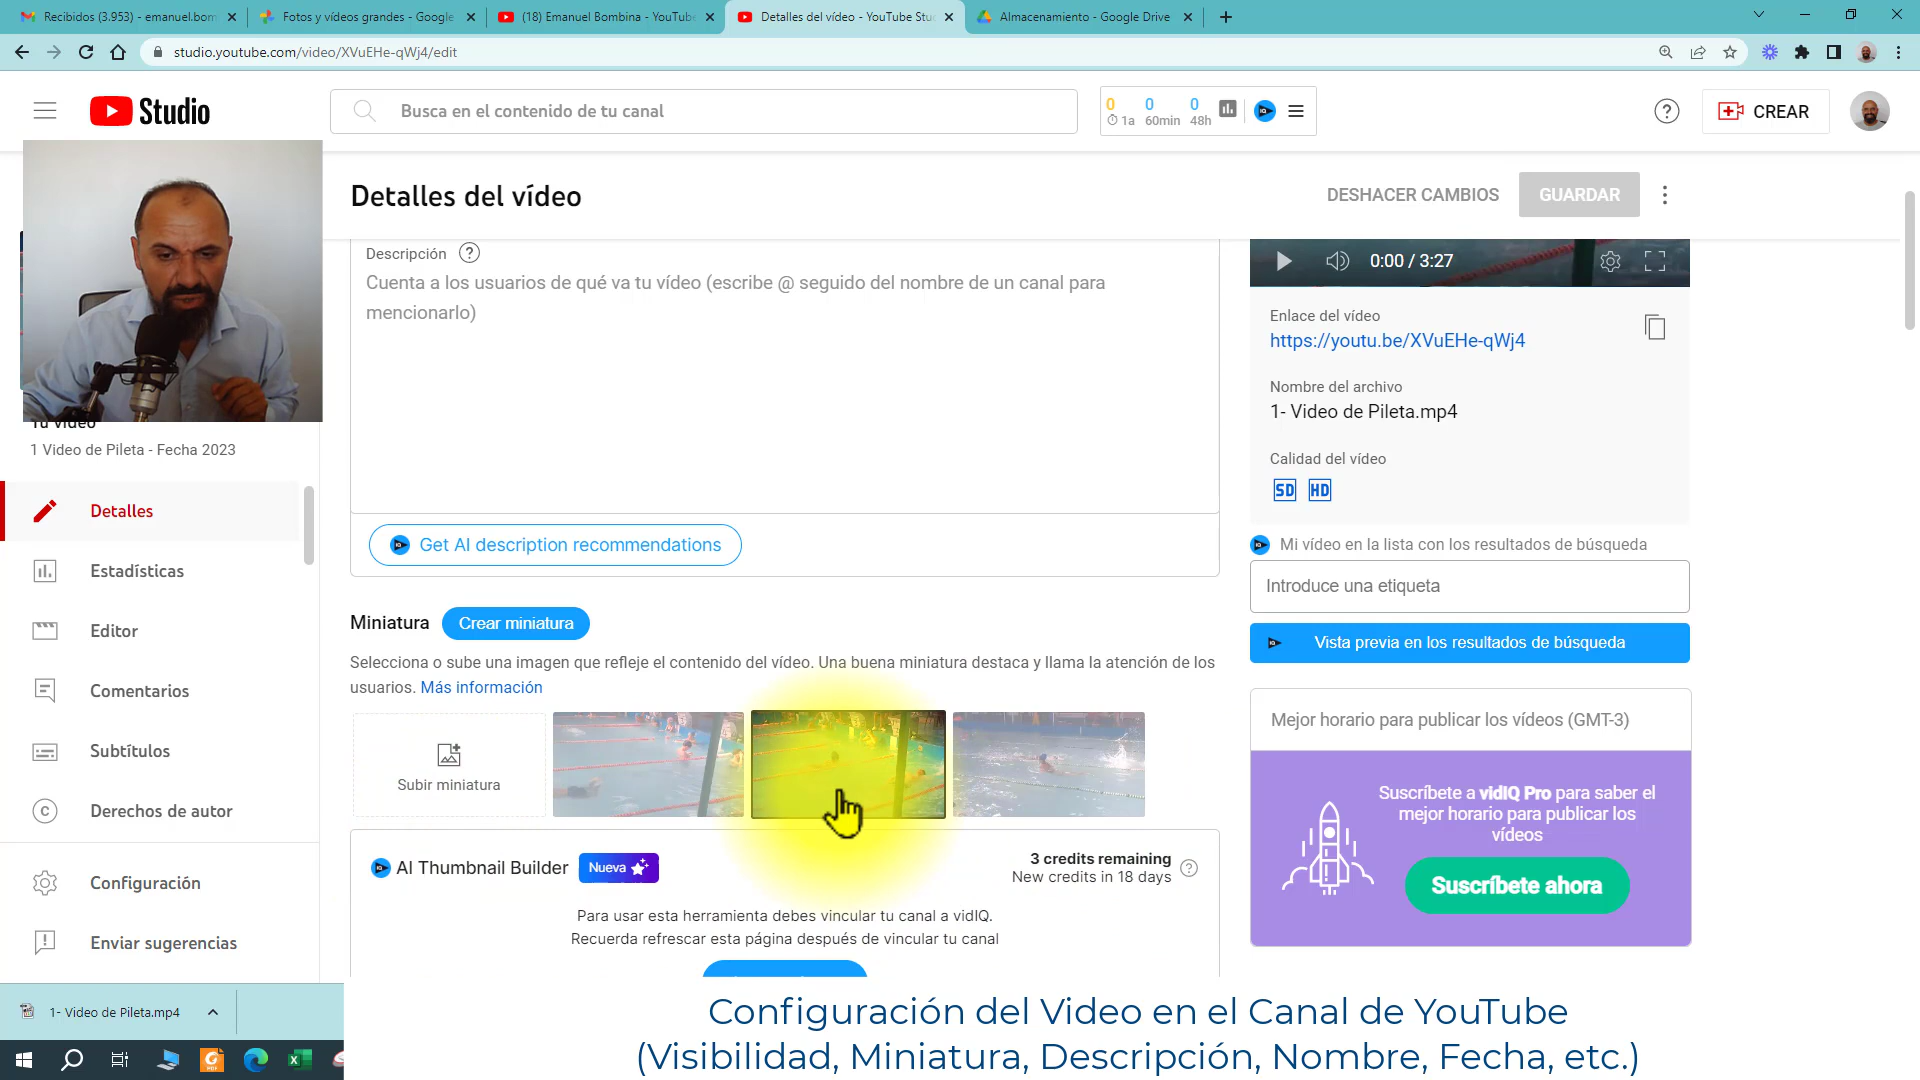 Recibidos (3.953) - emanuel.bom
Fotos y vídeos grandes - Google
(18) Emanuel Bombina - YouTube
Detalles del vídeo - YouTube Stu
Almacenamiento - Google Drive
studio.youtube.com/video/XVuEHe-qWj4/edit
Studio
Busca en el contenido de tu canal
0 0 0
1a 60min 48h
CREAR
Detalles del vídeo
DESHACER CAMBIOS
GUARDAR
Descripción
Cuenta a los usuarios de qué va tu vídeo (escribe @ seguido del nombre de un canal para
mencionarlo)
0:00 / 3:27
Enlace del vídeo
https://youtu.be/XVuEHe-qWj4
Nombre del archivo
1- Video de Pileta.mp4
Calidad del vídeo
SD HD
Tu vídeo
1 Video de Pileta - Fecha 2023
Detalles
Estadísticas
Editor
Comentarios
Subtítulos
Derechos de autor
Configuración
Enviar sugerencias
Get AI description recommendations
Mi vídeo en la lista con los resultados de búsqueda
Introduce una etiqueta
Vista previa en los resultados de búsqueda
Miniatura
Crear miniatura
Selecciona o sube una imagen que refleje el contenido del vídeo. Una buena miniatura destaca y llama la atención de los
usuarios. Más información
Subir miniatura
AI Thumbnail Builder
Nueva
3 credits remaining
New credits in 18 days
Para usar esta herramienta debes vincular tu canal a vidIQ.
Recuerda refrescar esta página después de vincular tu canal
Mejor horario para publicar los vídeos (GMT-3)
Suscríbete a vidIQ Pro para saber el
mejor horario para publicar los
vídeos
Suscríbete ahora
1- Video de Pileta.mp4
Configuración del Video en el Canal de YouTube
(Visibilidad, Miniatura, Descripción, Nombre, Fecha, etc.)